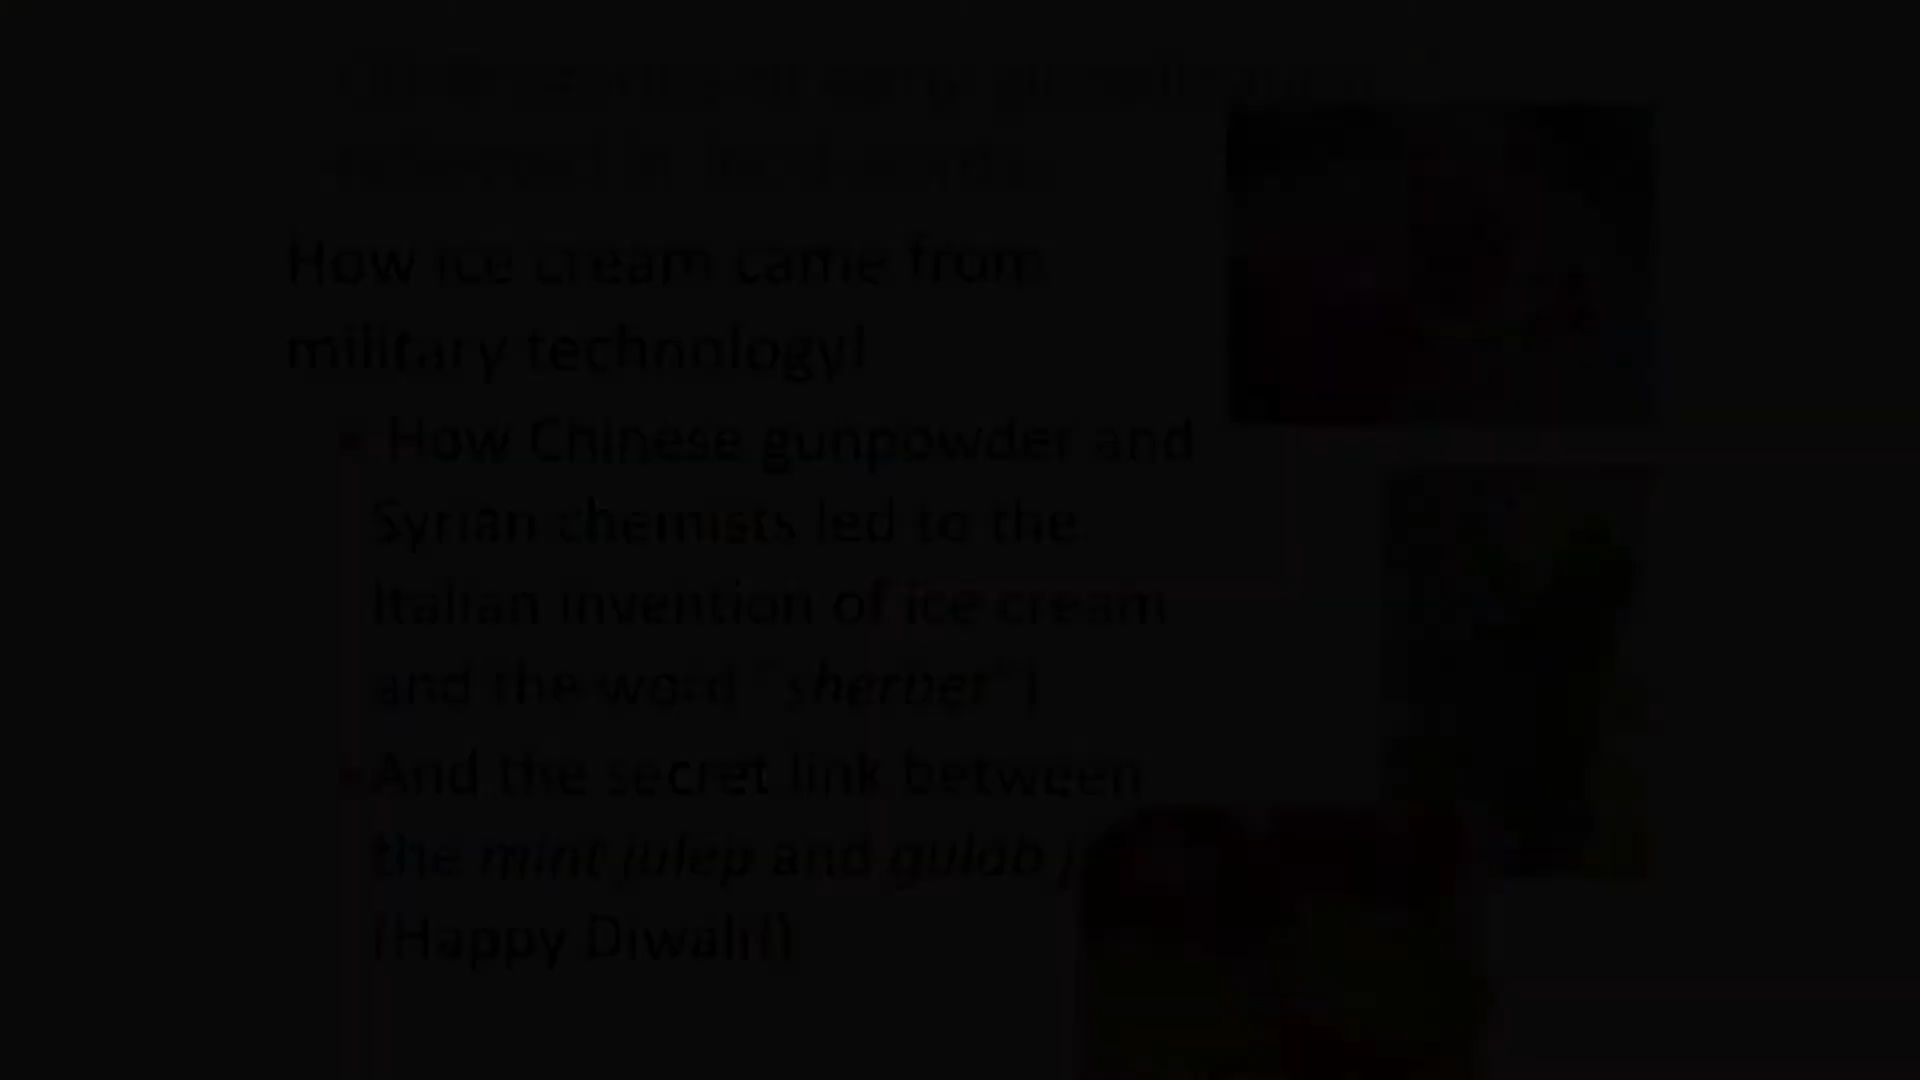 How ice cream came from
military technology!
• How Chinese gunpowder and
Syrian chemists led to the
Italian invention of ice cream
and the word "sherbet"!
• And the secret link between
the mint julep and gulab j
(Happy Diwali!)